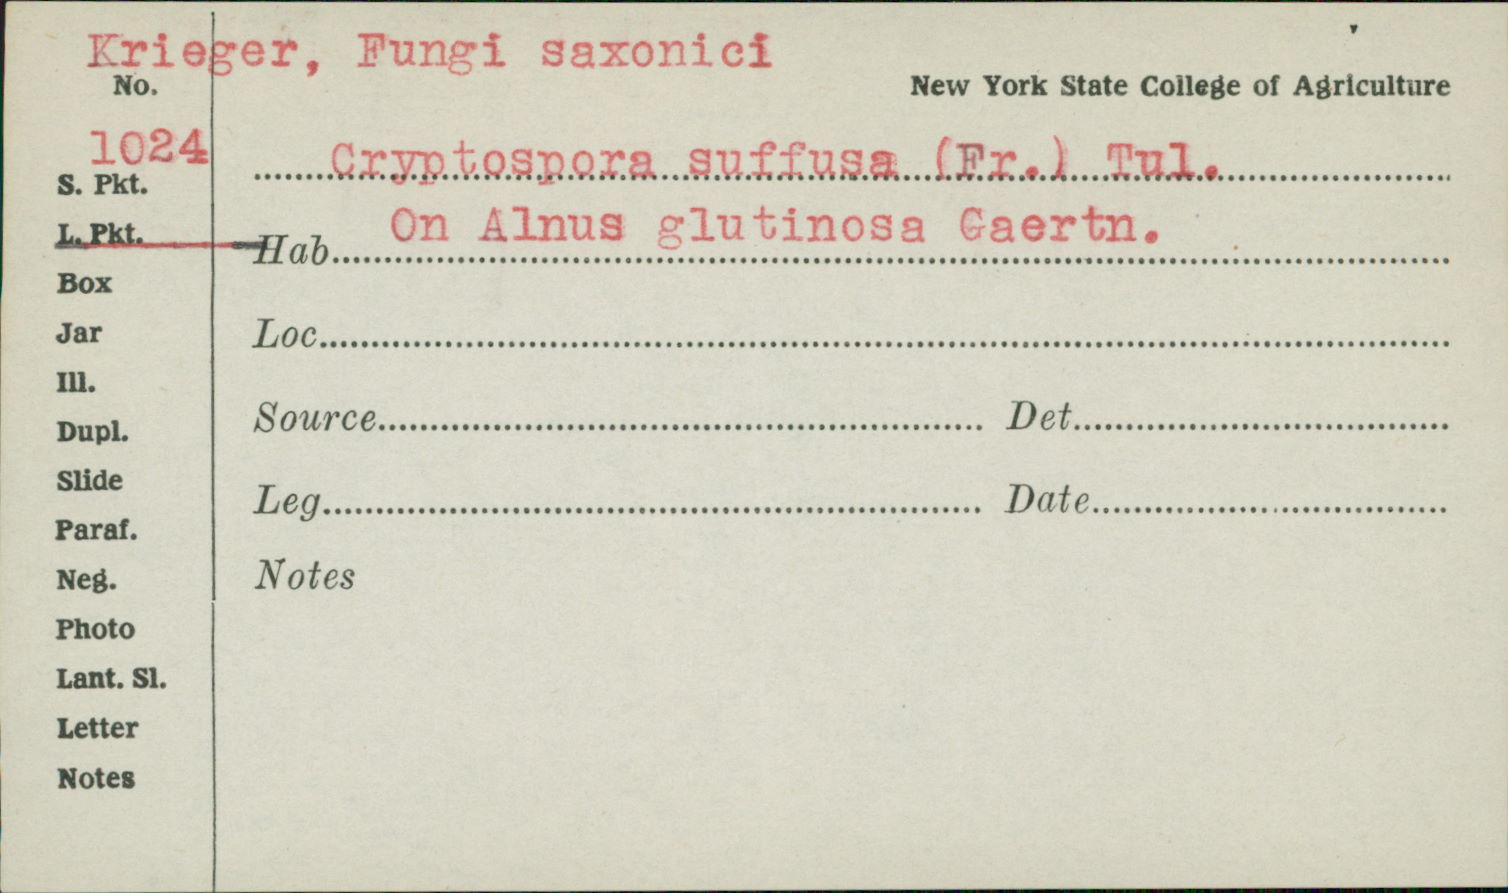 Krieger, Fungi saxonici
No.
New York State College of Agriculture
1024
Cryptospora suffusa (Fr.) Tul.
S. Pkt.
On Alnus glutinosa Gaertn.
L. Pkt.
Hab.
Box
Jar
Loc.
Ill.
Dupl.
Source
Det.
Slide
Leg.
Date
Paraf.
Neg.
Notes
Photo
Lant. Sl.
Letter
Notes